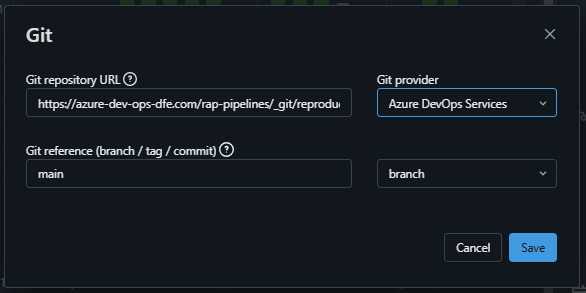 Git
Git repository URL
Git provider
https://azure-dev-ops-dfe.com/rap-pipelines/_git/reproduc
Azure DevOps Services
Git reference (branch / tag / commit)
main
branch
Cancel
Save